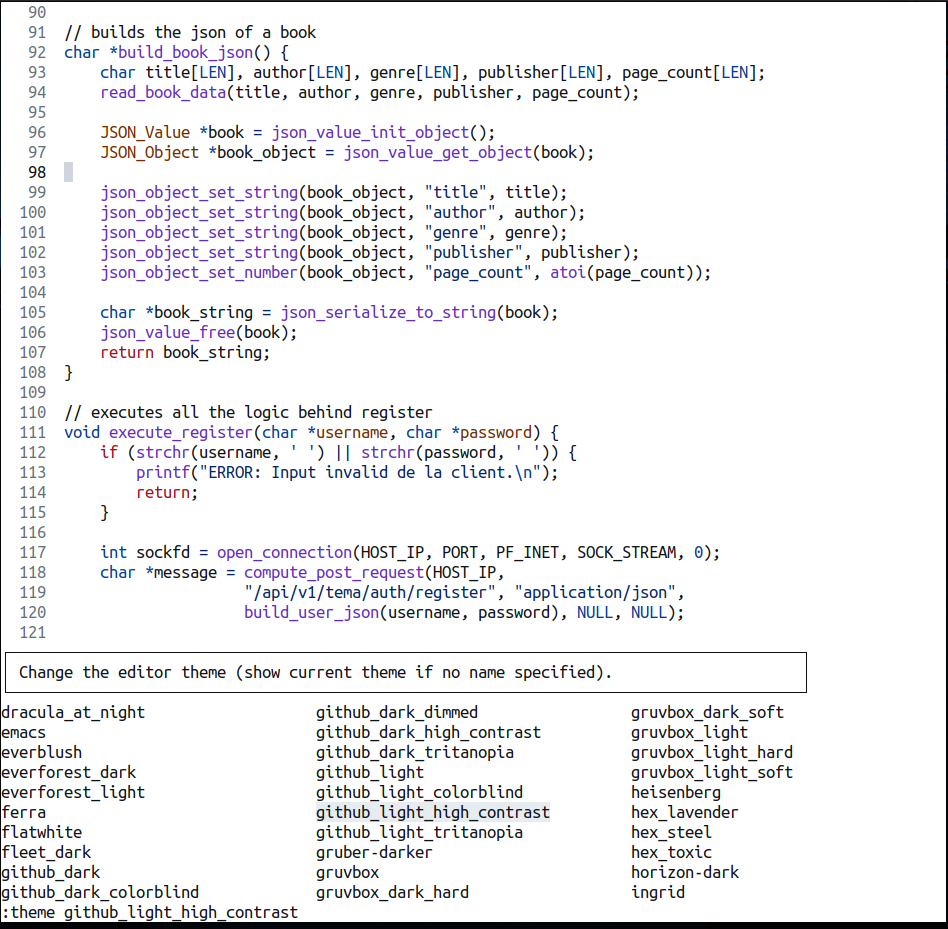 90
91 // builds the json of a book
92 char *build_book_json() {
93     char title[LEN], author[LEN], genre[LEN], publisher[LEN], page_count[LEN];
94     read_book_data(title, author, genre, publisher, page_count);
95
96     JSON_Value *book = json_value_init_object();
97     JSON_Object *book_object = json_value_get_object(book);
98
99     json_object_set_string(book_object, "title", title);
100     json_object_set_string(book_object, "author", author);
101     json_object_set_string(book_object, "genre", genre);
102     json_object_set_string(book_object, "publisher", publisher);
103     json_object_set_number(book_object, "page_count", atoi(page_count));
104
105     char *book_string = json_serialize_to_string(book);
106     json_value_free(book);
107     return book_string;
108 }
109
110 // executes all the logic behind register
111 void execute_register(char *username, char *password) {
112     if (strchr(username, ' ') || strchr(password, ' ')) {
113         printf("ERROR: Input invalid de la client.\n");
114         return;
115     }
116
117     int sockfd = open_connection(HOST_IP, PORT, PF_INET, SOCK_STREAM, 0);
118     char *message = compute_post_request(HOST_IP,
119                     "/api/v1/tema/auth/register", "application/json",
120                     build_user_json(username, password), NULL, NULL);
121
Change the editor theme (show current theme if no name specified).
dracula_at_night github_dark_dimmed gruvbox_dark_soft
emacs github_dark_high_contrast gruvbox_light
everblush github_dark_tritanopia gruvbox_light_hard
everforest_dark github_light gruvbox_light_soft
everforest_light github_light_colorblind heisenberg
ferra github_light_high_contrast hex_lavender
flatwhite github_light_tritanopia hex_steel
fleet_dark gruber-darker hex_toxic
github_dark gruvbox horizon-dark
github_dark_colorblind gruvbox_dark_hard ingrid
:theme github_light_high_contrast